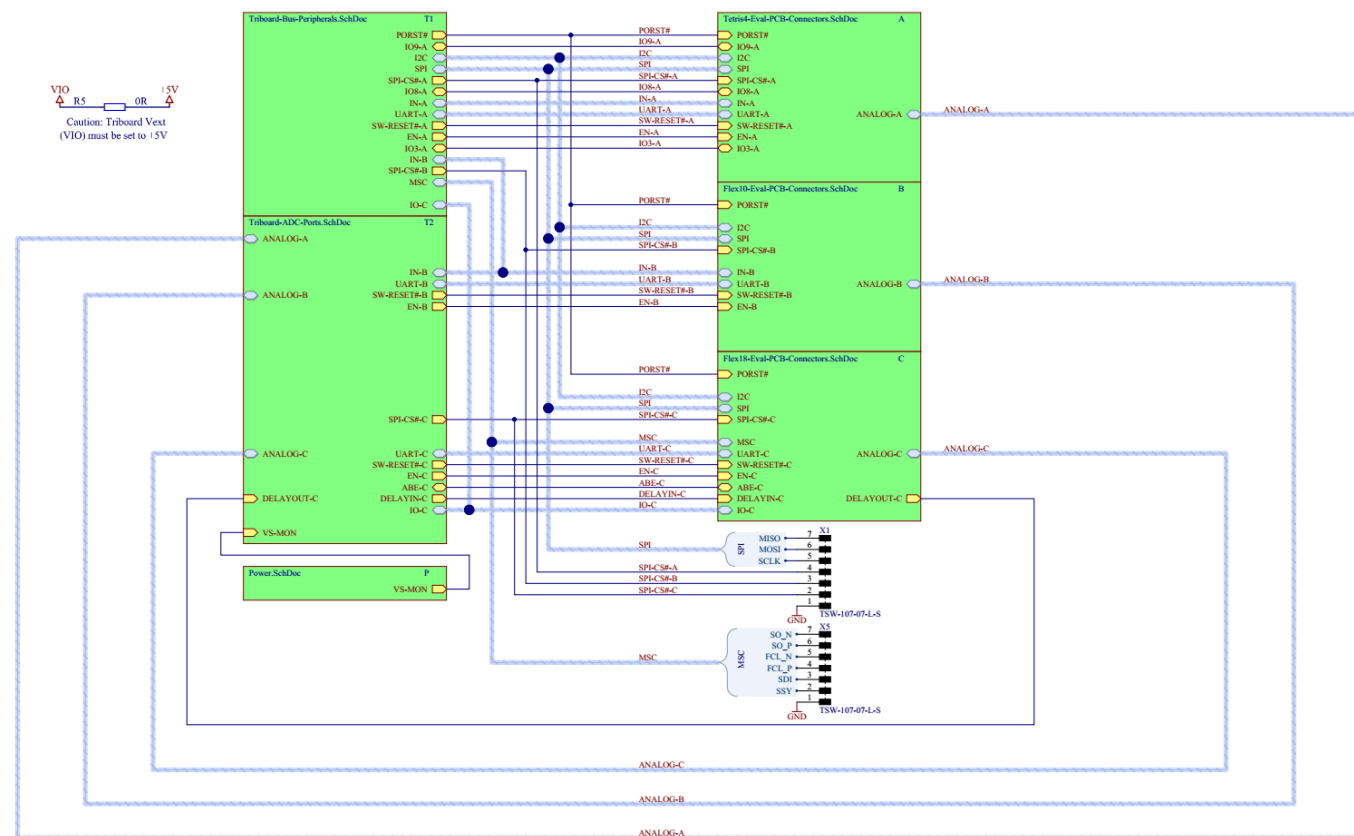 Triboard-Bus-Peripherals.SchDoc T1
PORST#
IO9-A
I2C
SPI
SPI-CS#-A
IO8-A
IN-A
UART-A
SW-RESET#-A
EN-A
IO3-A
IN-B
SPI-CS#-B
MSC
IO-C
VIO
R5 0R
+5V
Caution: Triboard Vext
(VIO) must be set to +5V
PORST#
IO9-A
I2C
SPI
SPI-CS#-A
IO8-A
IN-A
UART-A
SW-RESET#-A
EN-A
IO3-A
Tetris4-Eval-PCB-Connectors.SchDoc A
PORST#
IO9-A
I2C
SPI
SPI-CS#-A
IO8-A
IN-A
UART-A
SW-RESET#-A
EN-A
IO3-A
ANALOG-A
ANALOG-A
PORST#
I2C
SPI
SPI-CS#-B
IN-B
UART-B
SW-RESET#-B
EN-B
Flex10-Eval-PCB-Connectors.SchDoc B
PORST#
I2C
SPI
SPI-CS#-B
IN-B
UART-B
SW-RESET#-B
EN-B
ANALOG-B
ANALOG-B
Triboard-ADC-Ports.SchDoc T2
ANALOG-A
ANALOG-B
ANALOG-C
DELAYOUT-C
VS-MON
IN-B
UART-B
SW-RESET#-B
EN-B
SPI-CS#-C
UART-C
SW-RESET#-C
EN-C
ABE-C
DELAYIN-C
IO-C
PORST#
I2C
SPI
SPI-CS#-C
MSC
UART-C
SW-RESET#-C
EN-C
ABE-C
DELAYIN-C
IO-C
Flex18-Eval-PCB-Connectors.SchDoc C
PORST#
I2C
SPI
SPI-CS#-C
MSC
UART-C
SW-RESET#-C
EN-C
ABE-C
DELAYIN-C
IO-C
ANALOG-C
DELAYOUT-C
ANALOG-C
Power.SchDoc P
VS-MON
SPI
SPI-CS#-A
SPI-CS#-B
SPI-CS#-C
SPI
MISO
MOSI
SCLK
X1
7
6
5
4
3
2
1
GND
TSW-107-07-L-S
MSC
MSC
SO_N
SO_P
FCL_N
FCL_P
SDI
SSY
X5
7
6
5
4
3
2
1
GND
TSW-107-07-L-S
ANALOG-C
ANALOG-B
ANALOG-A